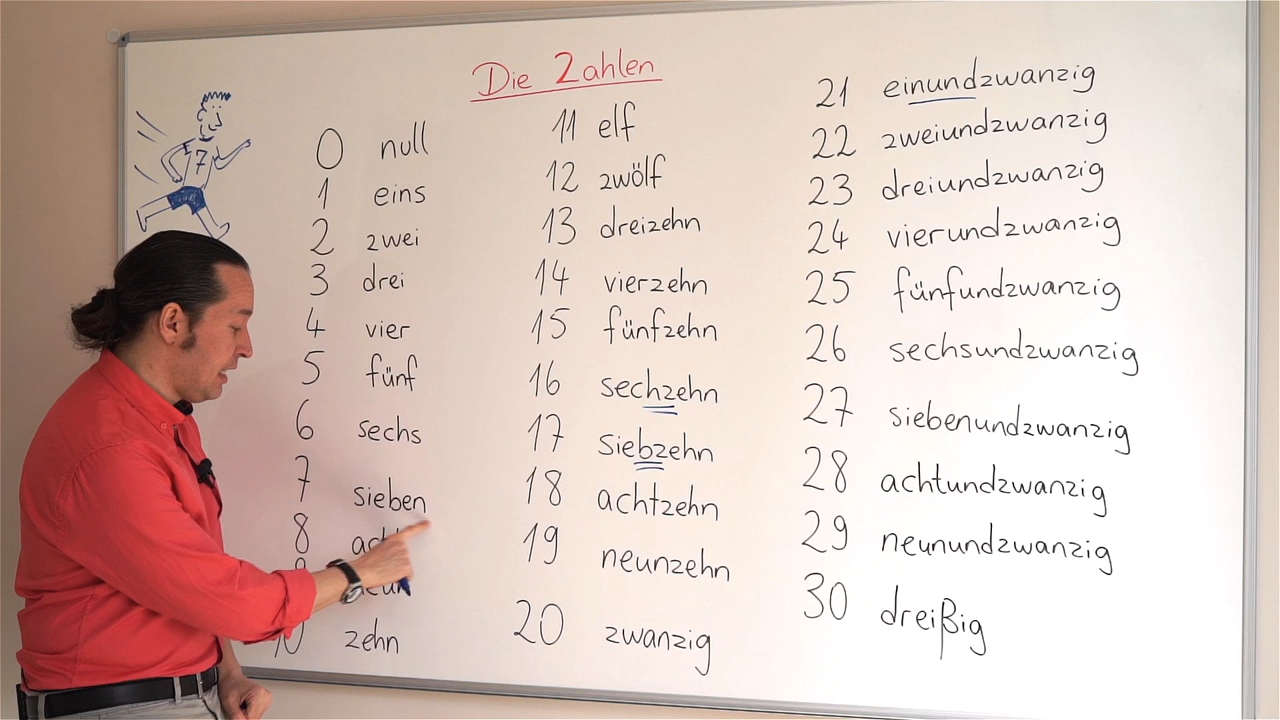 Die Zahlen
7
0 null
1 eins
2 zwei
3 drei
4 vier
5 fünf
6 sechs
7 sieben
8
10 zehn
11 elf
12 zwölf
13 dreizehn
14 vierzehn
15 fünfzehn
16 sechzehn
17 siebzehn
18 achtzehn
19 neunzehn
20 zwanzig
21 einundzwanzig
22 zweiundzwanzig
23 dreiundzwanzig
24 vierundzwanzig
25 fünfundzwanzig
26 sechsundzwanzig
27 siebenundzwanzig
28 achtundzwanzig
29 neunundzwanzig
30 dreißig